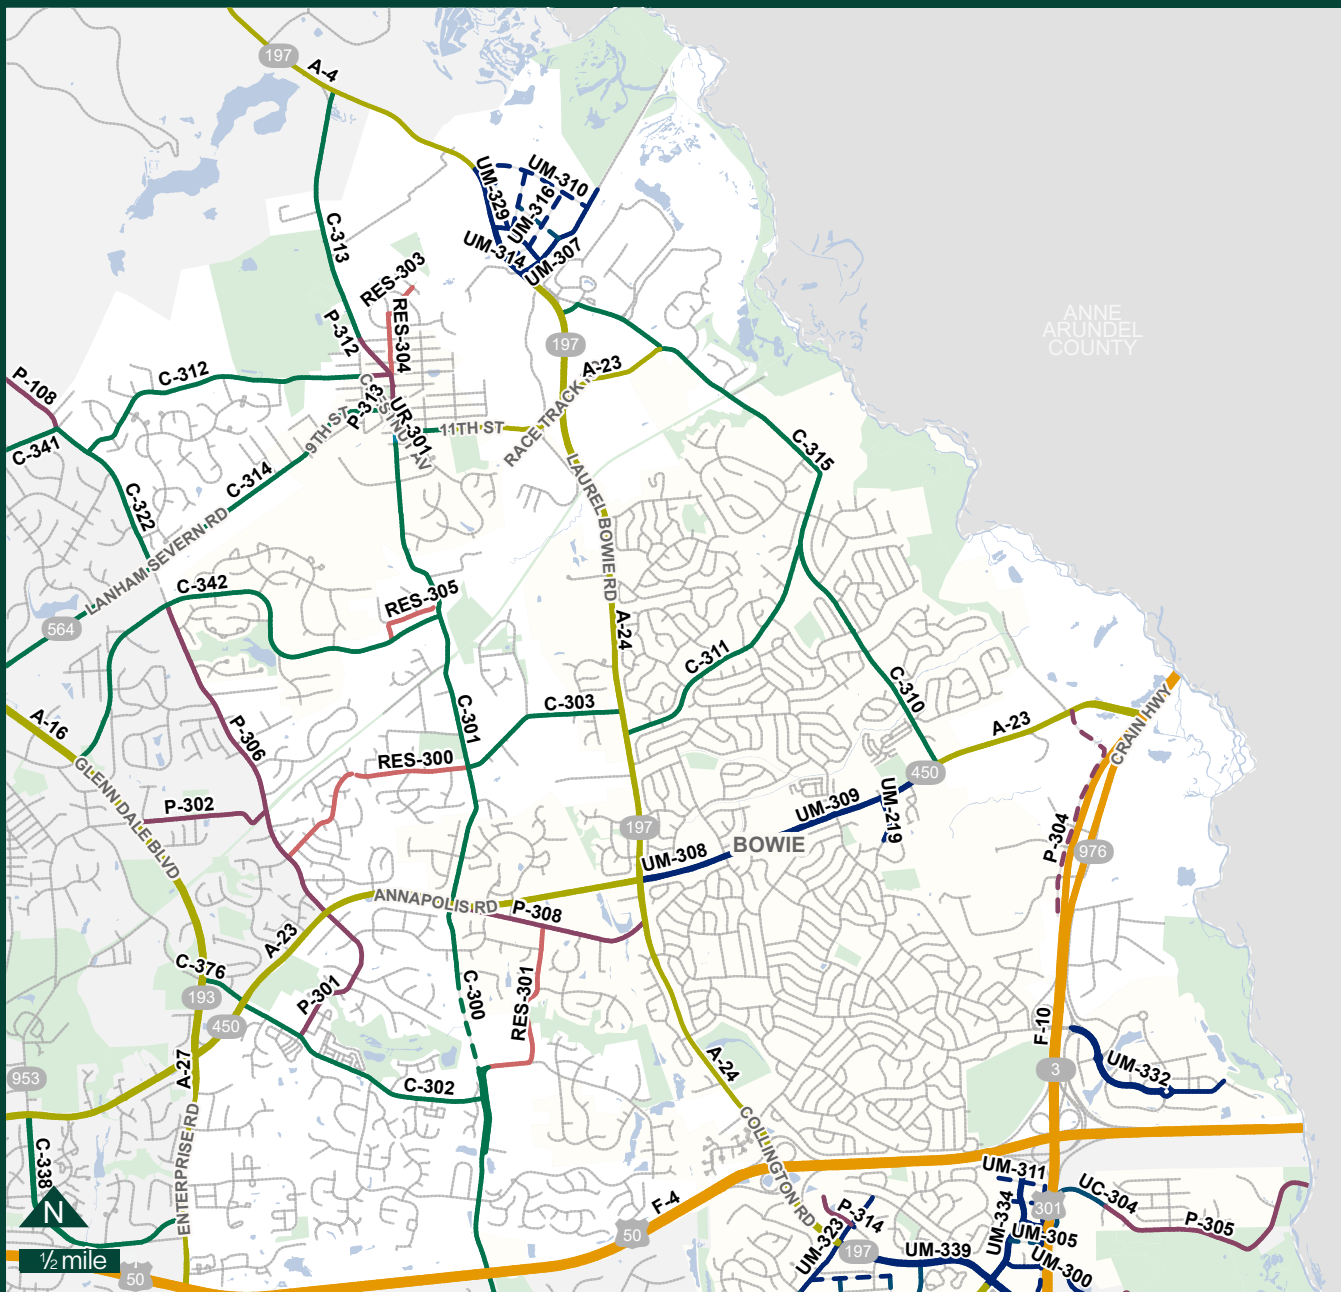 197
A-4
UM-310
UM-329
UM-316
UM-314
UM-307
C-313
RES-303
RES-304
P-312
ANNE
ARUNDEL
COUNTY
197
A-23
RACE TRACK
C-312
P-108
P-313
UR-301
9TH ST
11TH ST
C-341
C-314
C-322
C-315
LAUREL BOWIE RD
LANHAM SEVERN RD
564
C-342
RES-305
A-24
C-311
C-310
C-303
C-301
A-16
P-306
RES-300
A-23
CRAIN HWY
450
GLENN DALE BLVD
P-302
197
UM-309
UM-219
BOWIE
UM-308
P-304
976
ANNAPOLIS RD
P-308
A-23
C-376
193
450
P-301
C-300
RES-301
F-10
A-24
3
UM-332
953
A-27
C-302
COLLINGTON RD
ENTERPRISE RD
C-338
F-4
UM-311
UC-304
301
UM-334
P-305
P-314
UM-323
UM-305
197
UM-339
UM-300
50
N
½ mile
50